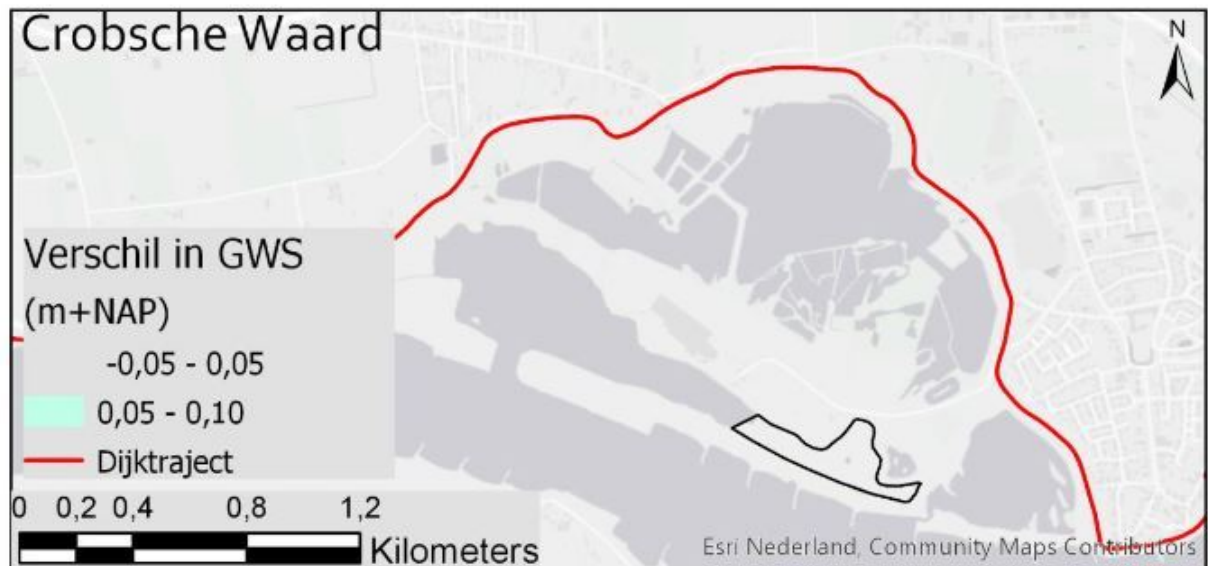 Crobsche Waard
N
Verschil in GWS
(m+NAP)
-0,05 - 0,05
0,05 - 0,10
Dijktraject
0 0,2 0,4 0,8 1,2
Kilometers
Esri Nederland, Community Maps Contributors